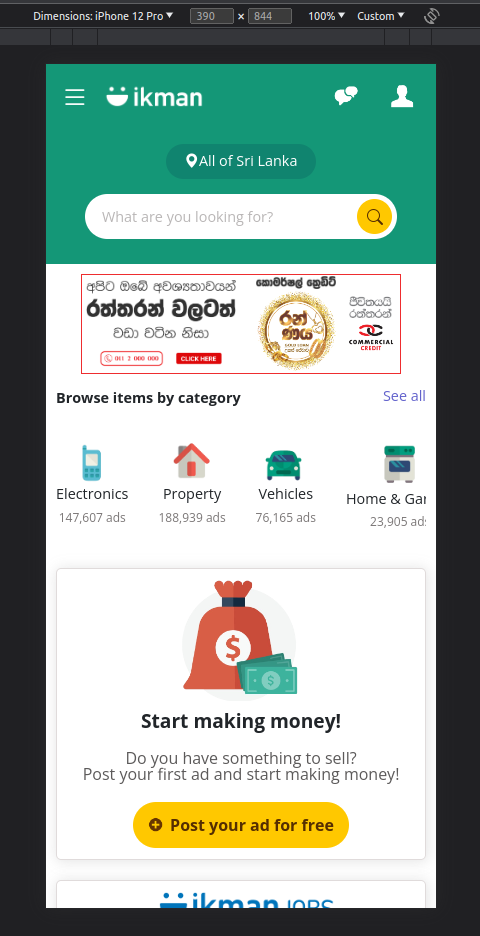 Dimensions: iPhone 12 Pro 390 × 844 100% Custom
ikman
All of Sri Lanka
What are you looking for?
අපිට ඔබේ අවශ්‍යතාවයන්
රත්තරන් වලටත්
වඩා වටින නිසා
011 2 000 000 CLICK HERE
කොමර්ෂල් ක්‍රෙඩිට්
රන්
ණය
GOLD LOAN
ජීවිතයයි
රත්තරන්
COMMERCIAL
CREDIT
Browse items by category See all
Electronics Property Vehicles Home & Gar
147,607 ads 188,939 ads 76,165 ads 23,905 ads
$
$
Start making money!
Do you have something to sell?
Post your first ad and start making money!
Post your ad for free
ikman JOBS